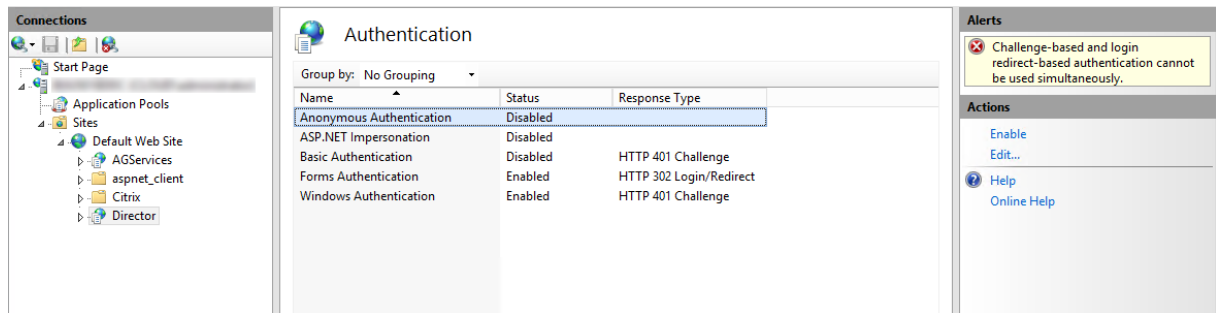 Connections
Start Page
Application Pools
Sites
Default Web Site
AGServices
aspnet_client
Citrix
Director
Authentication
Group by: No Grouping
Name Status Response Type
Anonymous Authentication Disabled
ASP.NET Impersonation Disabled
Basic Authentication Disabled HTTP 401 Challenge
Forms Authentication Enabled HTTP 302 Login/Redirect
Windows Authentication Enabled HTTP 401 Challenge
Alerts
Challenge-based and login
redirect-based authentication cannot
be used simultaneously.
Actions
Enable
Edit...
Help
Online Help